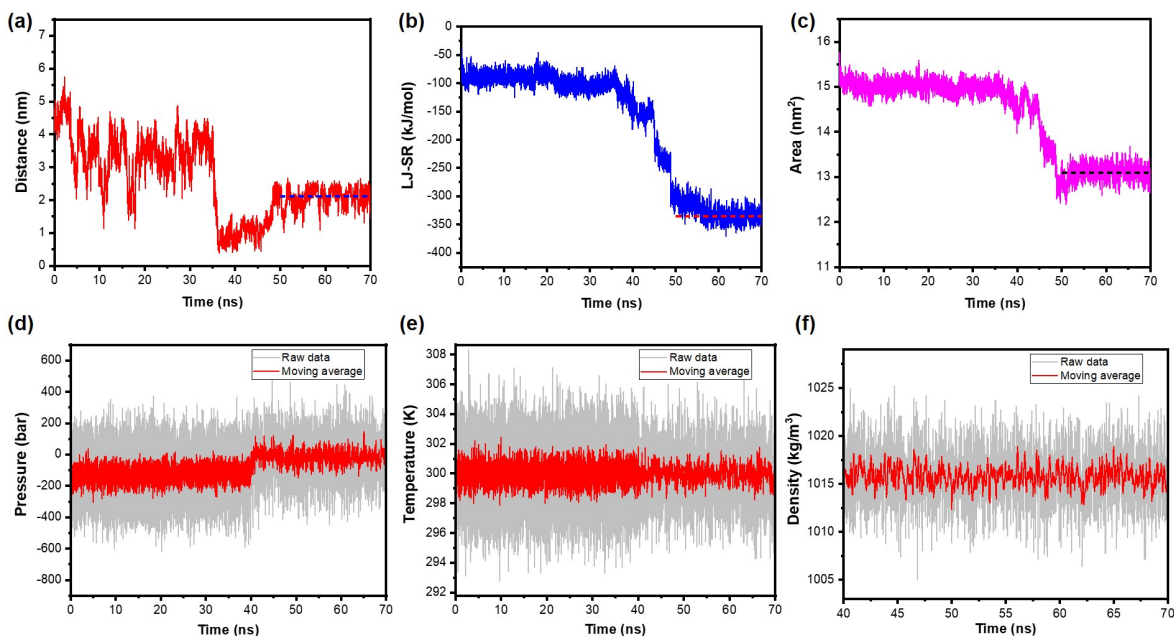 (a)
7
6
5
4
3
2
1
0
Distance (nm)
0 10 20 30 40 50 60 70
Time (ns)
(b)
0
-50
-100
-150
-200
-250
-300
-350
-400
LJ-SR (kJ/mol)
0 10 20 30 40 50 60 70
Time (ns)
(c)
16
15
14
13
12
11
Area (nm²)
0 10 20 30 40 50 60 70
Time (ns)
(d)
Raw data
Moving average
600
400
200
0
-200
-400
-600
-800
Pressure (bar)
0 10 20 30 40 50 60 70
Time (ns)
(e)
Raw data
Moving average
308
306
304
302
300
298
296
294
292
Temperature (K)
0 10 20 30 40 50 60 70
Time (ns)
(f)
Raw data
Moving average
1025
1020
1015
1010
1005
Density (kg/m³)
40 45 50 55 60 65 70
Time (ns)